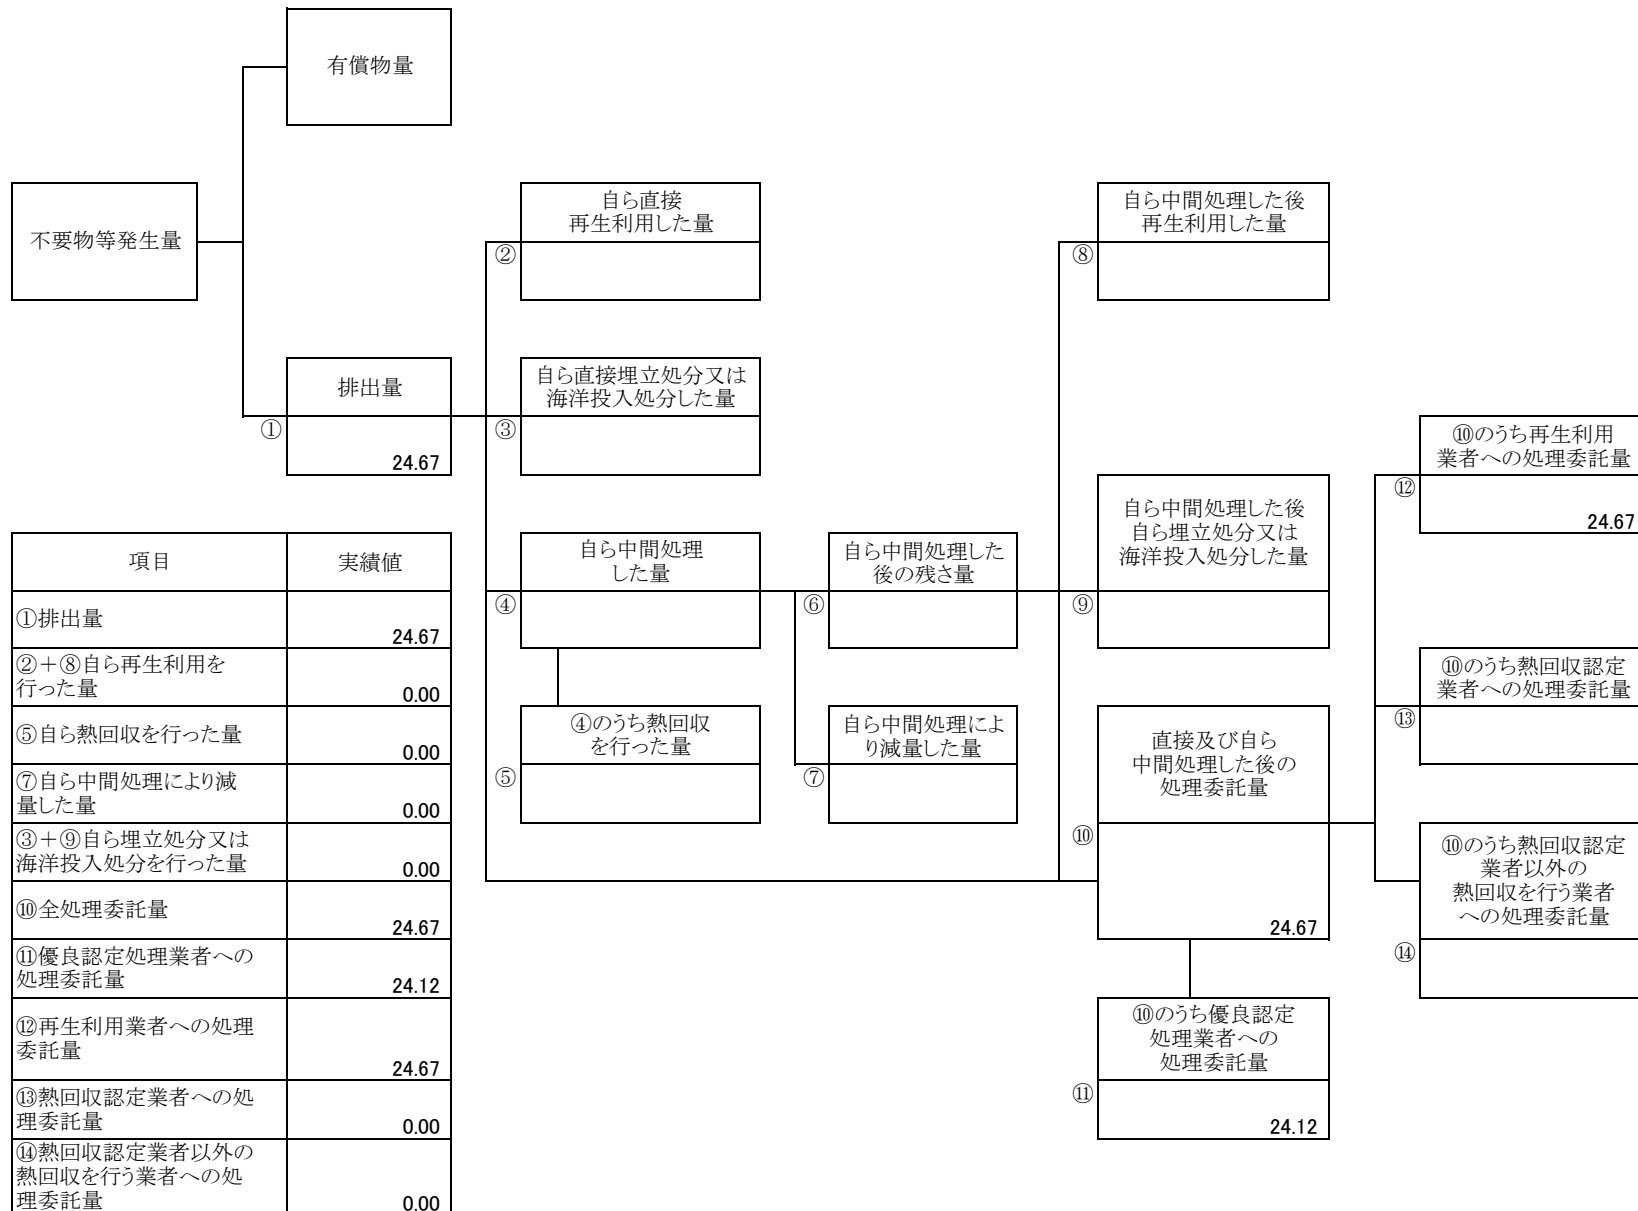 有償物量
不要物等発生量
自ら直接
再生利用した量
②
自ら中間処理した後
再生利用した量
⑧
排出量
①
24.67
自ら直接埋立処分又は
海洋投入処分した量
③
⑩のうち再生利用
業者への処理委託量
⑫
24.67
自ら中間処理した後
自ら埋立処分又は
海洋投入処分した量
⑨
自ら中間処理
した量
④
自ら中間処理した
後の残さ量
⑥
⑩のうち熱回収認定
業者への処理委託量
⑬
④のうち熱回収
を行った量
⑤
自ら中間処理によ
り減量した量
⑦
直接及び自ら
中間処理した後の
処理委託量
⑩
24.67
⑩のうち熱回収認定
業者以外の
熱回収を行う業者
への処理委託量
⑭
⑩のうち優良認定
処理業者への
処理委託量
⑪
24.12
項目
実績値
①排出量
24.67
②+⑧自ら再生利用を
行った量
0.00
⑤自ら熱回収を行った量
0.00
⑦自ら中間処理により減
量した量
0.00
③+⑨自ら埋立処分又は
海洋投入処分を行った量
0.00
⑩全処理委託量
24.67
⑪優良認定処理業者への
処理委託量
24.12
⑫再生利用業者への処理
委託量
24.67
⑬熱回収認定業者への処
理委託量
0.00
⑭熱回収認定業者以外の
熱回収を行う業者への処
理委託量
0.00